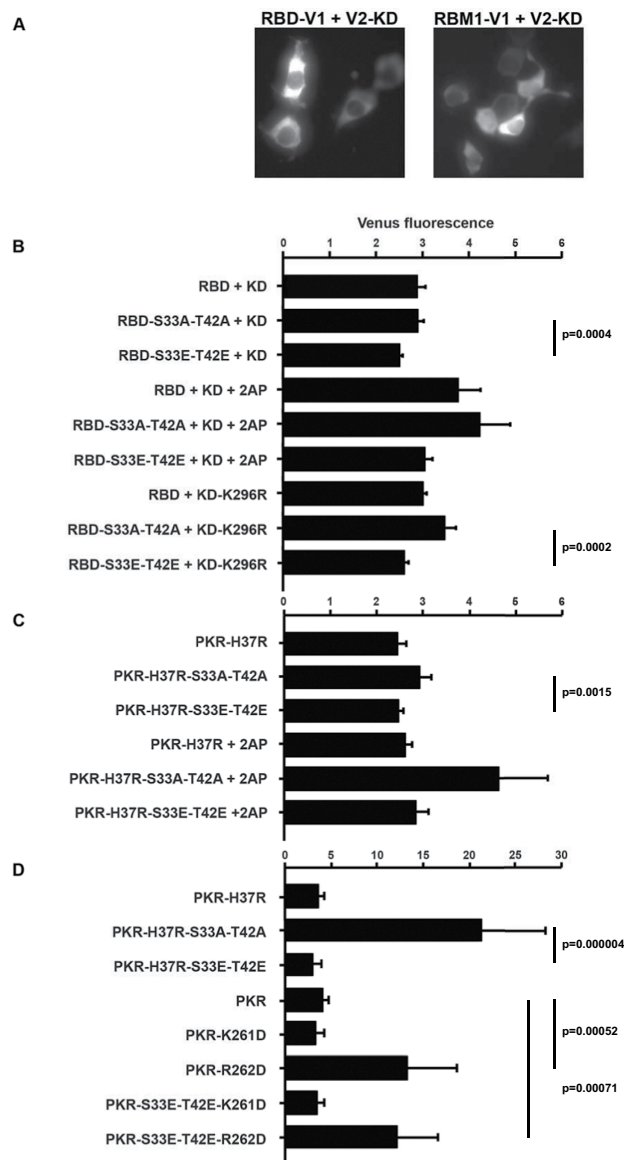 A
RBD-V1 + V2-KD RBM1-V1 + V2-KD
Venus fluorescence
B
0 1 2 3 4 5 6
RBD + KD
RBD-S33A-T42A + KD
p=0.0004
RBD-S33E-T42E + KD
RBD + KD + 2AP
RBD-S33A-T42A + KD + 2AP
RBD-S33E-T42E + KD + 2AP
RBD + KD-K296R
RBD-S33A-T42A + KD-K296R
p=0.0002
RBD-S33E-T42E + KD-K296R
0 1 2 3 4 5 6
C
PKR-H37R
PKR-H37R-S33A-T42A
p=0.0015
PKR-H37R-S33E-T42E
PKR-H37R + 2AP
PKR-H37R-S33A-T42A + 2AP
PKR-H37R-S33E-T42E +2AP
0 5 10 15 20 25 30
D
PKR-H37R
PKR-H37R-S33A-T42A
p=0.000004
PKR-H37R-S33E-T42E
PKR
PKR-K261D
p=0.00052
PKR-R262D
p=0.00071
PKR-S33E-T42E-K261D
PKR-S33E-T42E-R262D